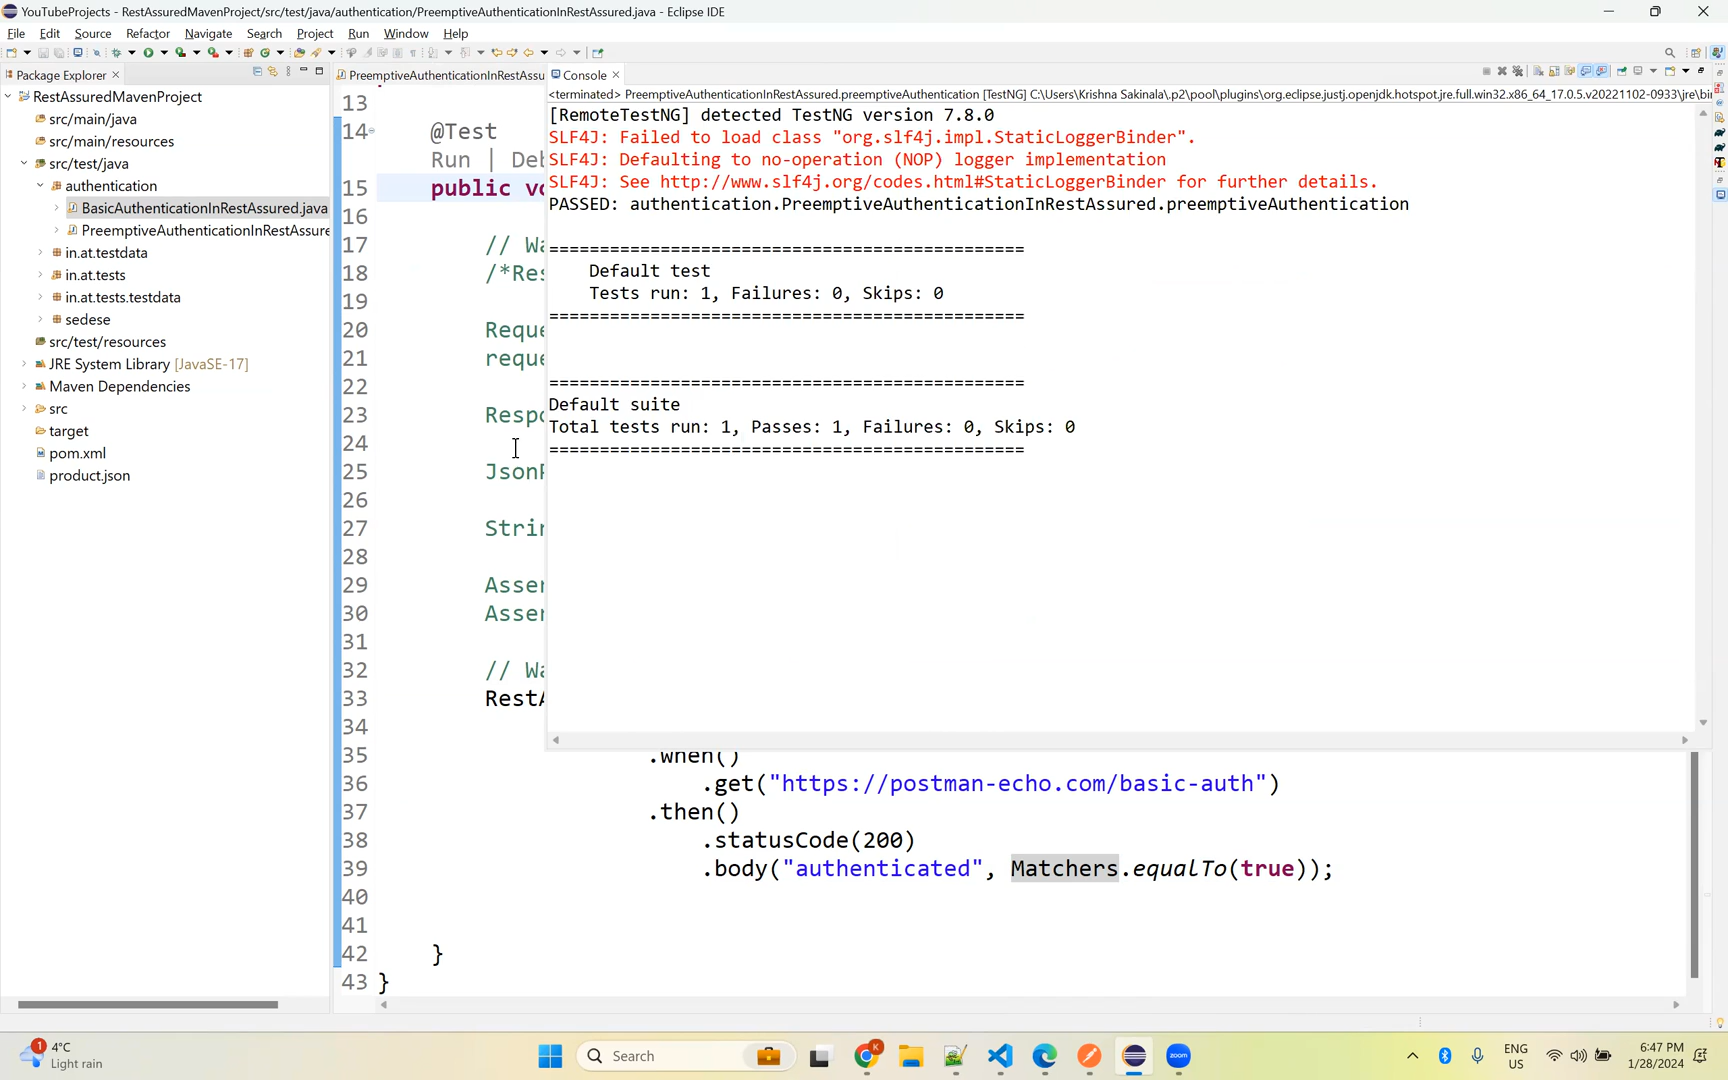 YouTubeProjects - RestAssuredMavenProject/src/test/java/authentication/PreemptiveAuthenticationInRestAssured.java - Eclipse IDE
File Edit Source Refactor Navigate Search Project Run Window Help
Package Explorer
RestAssuredMavenProject
src/main/java
src/main/resources
src/test/java
authentication
BasicAuthenticationInRestAssured.java
PreemptiveAuthenticationInRestAssure
in.at.testdata
in.at.tests
in.at.tests.testdata
sedese
src/test/resources
JRE System Library [JavaSE-17]
Maven Dependencies
src
target
pom.xml
product.json
PreemptiveAuthenticationInRestAssu
13
14 @Test
Run | Deb
15 public vo
16
17 // Wa
18 /*Res
19
20 Reque
21 reque
22
23 Respo
24
25 JsonP
26
27 Strin
28
29 Asser
30 Asser
31
32 // Wa
33 RestA
34
35 .when()
36 .get("https://postman-echo.com/basic-auth")
37 .then()
38 .statusCode(200)
39 .body("authenticated", Matchers.equalTo(true));
40
41
42 }
43 }
Console
<terminated> PreemptiveAuthenticationInRestAssured.preemptiveAuthentication [TestNG] C:\Users\Krishna Sakinala\.p2\pool\plugins\org.eclipse.justj.openjdk.hotspot.jre.full.win32.x86_64_17.0.5.v20221102-0933\jre\bin
[RemoteTestNG] detected TestNG version 7.8.0
SLF4J: Failed to load class "org.slf4j.impl.StaticLoggerBinder".
SLF4J: Defaulting to no-operation (NOP) logger implementation
SLF4J: See http://www.slf4j.org/codes.html#StaticLoggerBinder for further details.
PASSED: authentication.PreemptiveAuthenticationInRestAssured.preemptiveAuthentication
===============================================
Default test
Tests run: 1, Failures: 0, Skips: 0
===============================================
===============================================
Default suite
Total tests run: 1, Passes: 1, Failures: 0, Skips: 0
===============================================
1
4°C
Light rain
Search
K
zoom
ENG
US
6:47 PM
1/28/2024